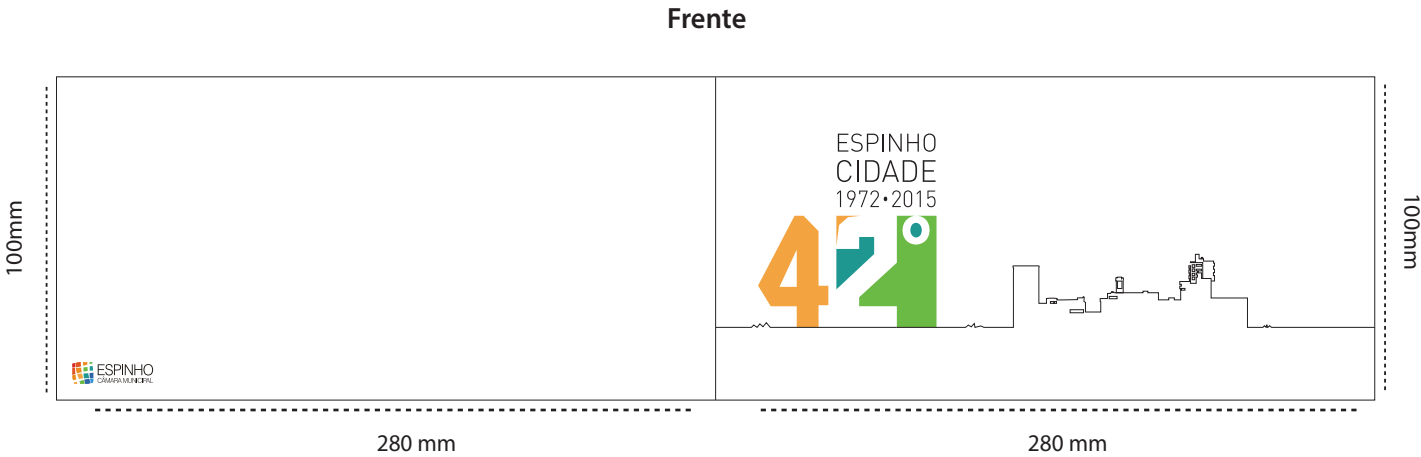 Frente
100mm
ESPINHO
CÂMARA MUNICIPAL
280 mm
ESPINHO
CIDADE
1972•2015
42º
100mm
280 mm